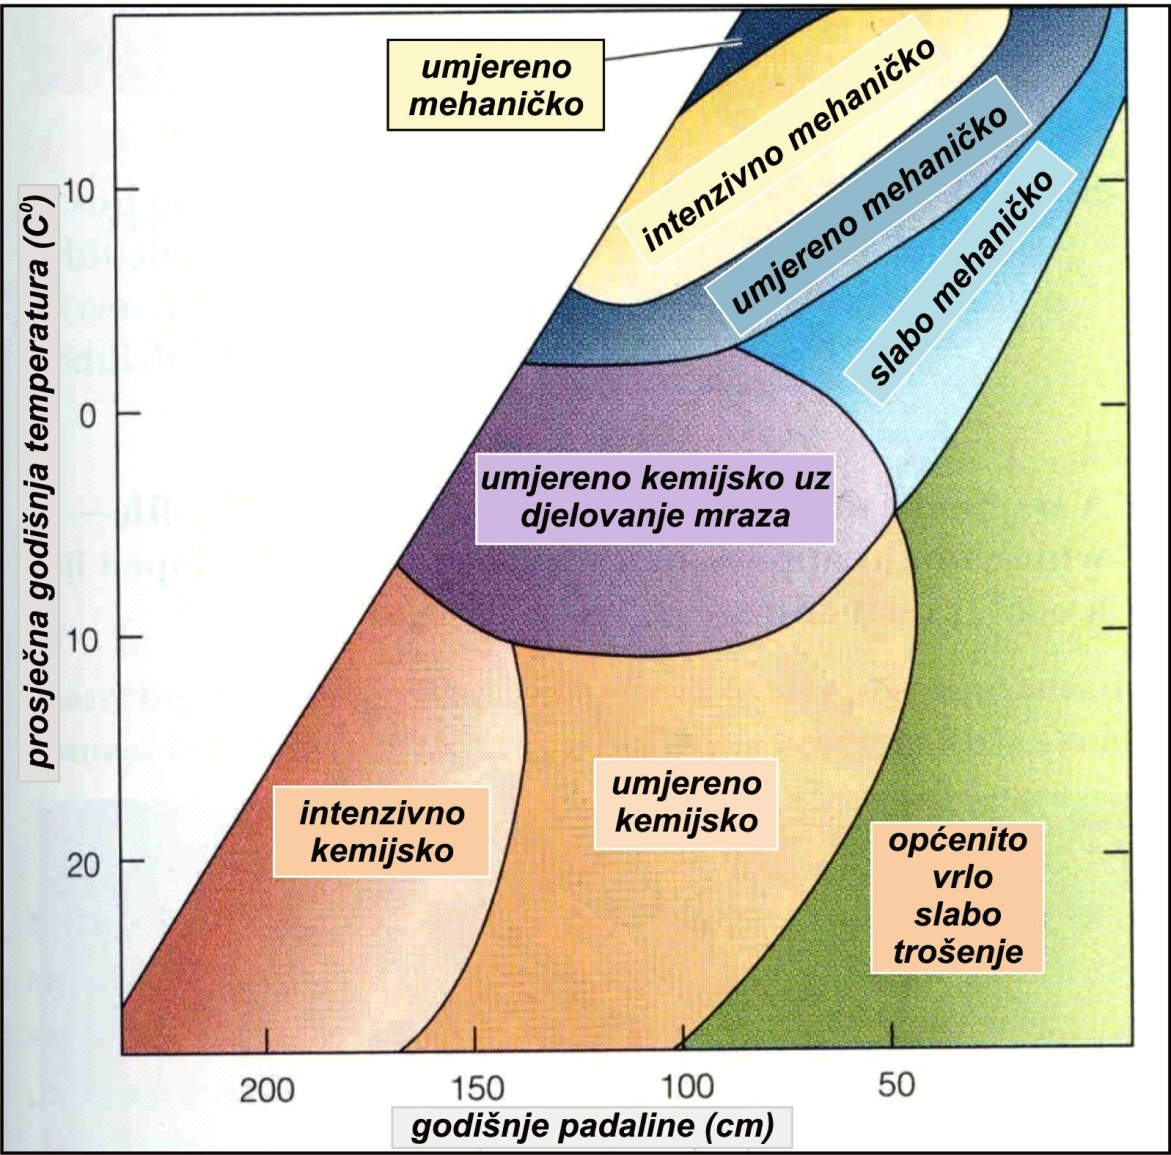 umjereno
mehaničko
intenzivno mehaničko
umjereno mehaničko
slabo mehaničko
umjereno kemijsko uz
djelovanje mraza
intenzivno
kemijsko
umjereno
kemijsko
općenito
vrlo
slabo
trošenje
prosječna godišnja temperatura (C⁰)
-10
0
10
20
200
150
100
50
godišnje padaline (cm)